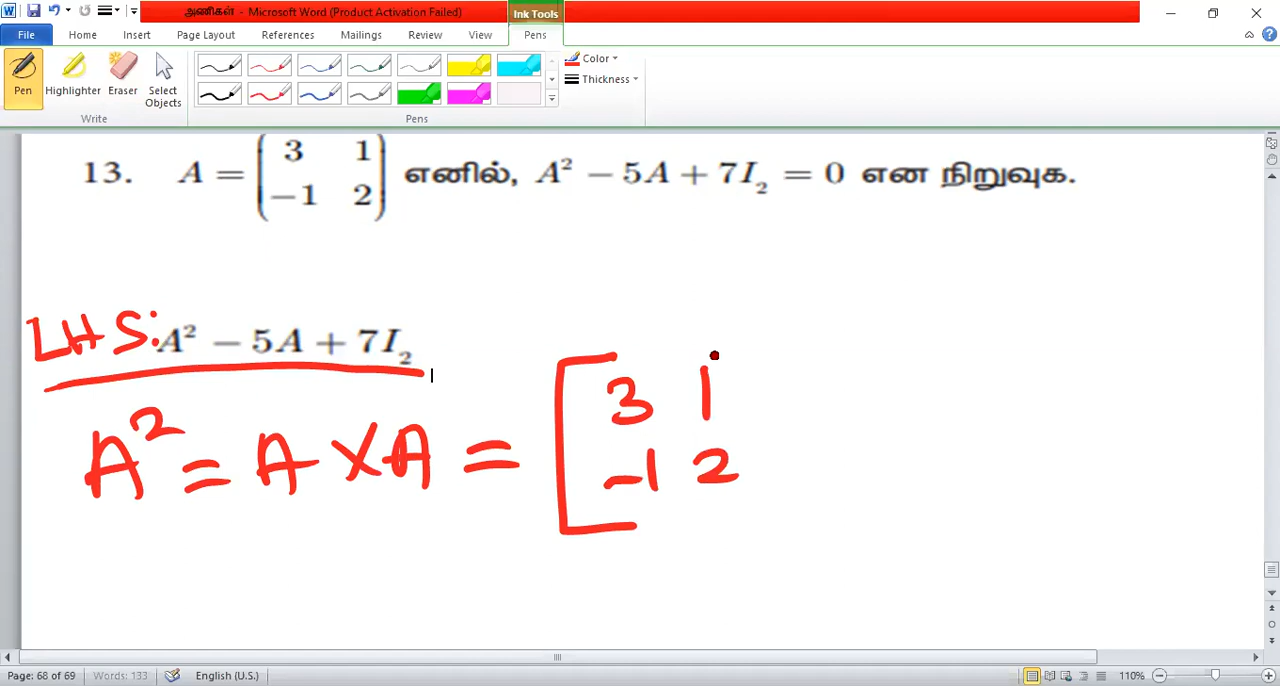 அணிகள் - Microsoft Word (Product Activation Failed)
Ink Tools
File Home Insert Page Layout References Mailings Review View Pens
Pen Highlighter Eraser Select Objects
Color
Thickness
Write
Pens
13. A = ( 3 1 
-1 2 ) எனில், A² − 5A + 7I₂ = 0 என நிறுவுக.
LHS: A² − 5A + 7I₂
A² = A × A = [ 3 1
-1 2
Page: 68 of 69 Words: 133 English (U.S.) 110%